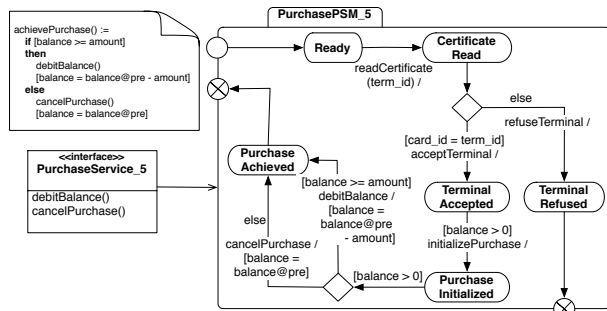 achievePurchase() :=
if [balance >= amount]
then
debitBalance()
[balance = balance@pre - amount]
else
cancelPurchase()
[balance = balance@pre]
<<interface>>
PurchaseService_5
debitBalance()
cancelPurchase()
PurchasePSM_5
Ready
readCertificate
(term_id) /
Certificate
Read
else
refuseTerminal /
[card_id = term_id]
acceptTerminal /
Terminal
Accepted
Terminal
Refused
[balance > 0]
initializePurchase /
Purchase
Initialized
[balance > 0]
Purchase
Achieved
[balance >= amount]
debitBalance /
[balance =
balance@pre
- amount]
else
cancelPurchase /
[balance =
balance@pre]